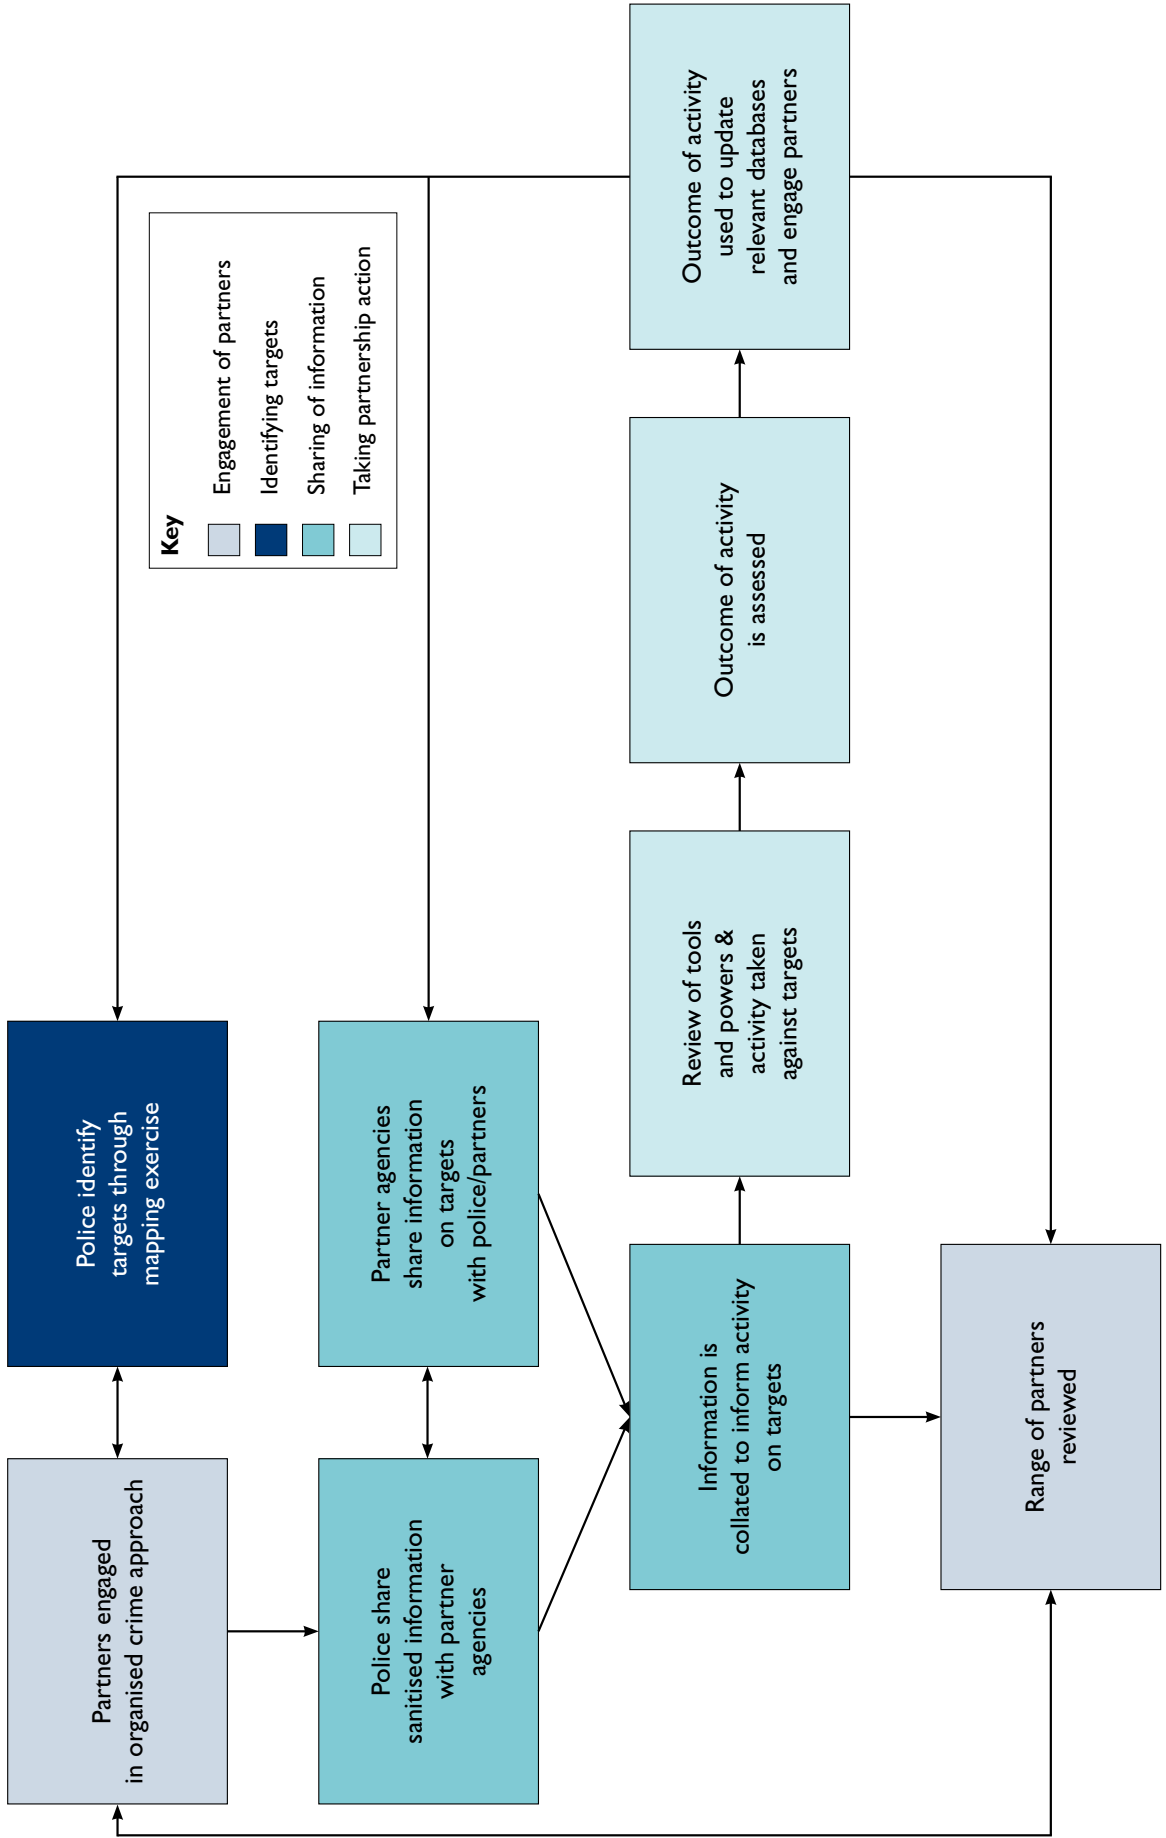 Partners engaged
in organised crime approach
Police identify
targets through
mapping exercise
Key
Engagement of partners
Identifying targets
Sharing of information
Taking partnership action
Police share
sanitised information
with partner
agencies
Partner agencies
share information
on targets
with police/partners
Information is
collated to inform activity
on targets
Review of tools
and powers &
activity taken
against targets
Outcome of activity
is assessed
Outcome of activity
used to update
relevant databases
and engage partners
Range of partners
reviewed